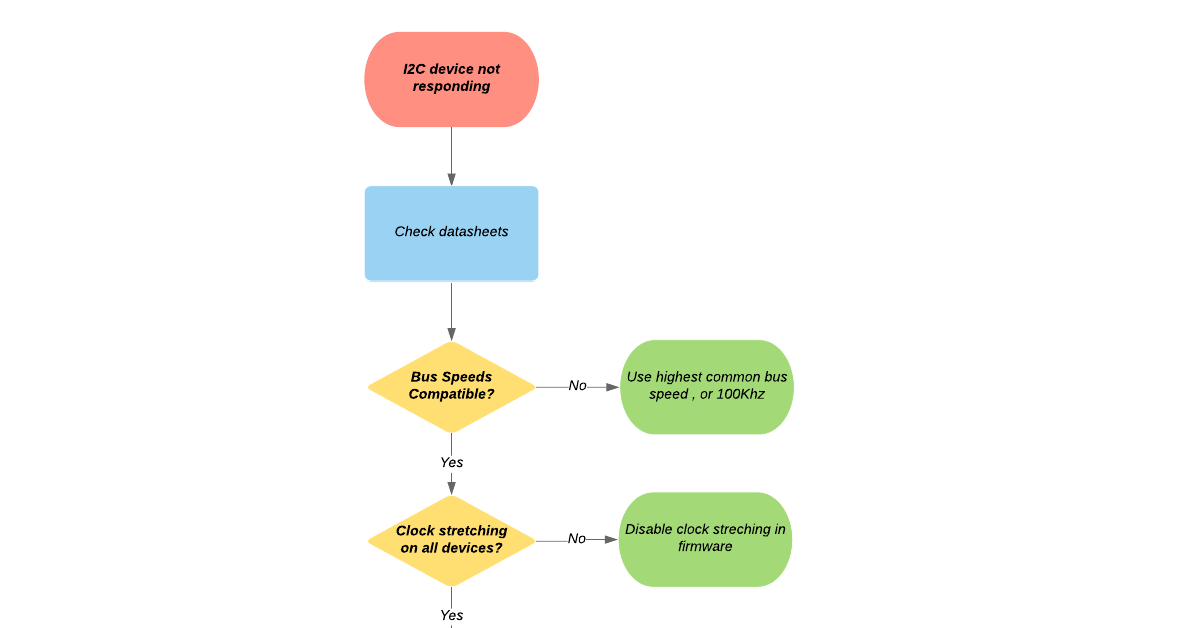 I2C device not
responding
Check datasheets
Bus Speeds
Compatible?
No
Use highest common bus
speed , or 100Khz
Yes
Clock stretching
on all devices?
No
Disable clock streching in
firmware
Yes